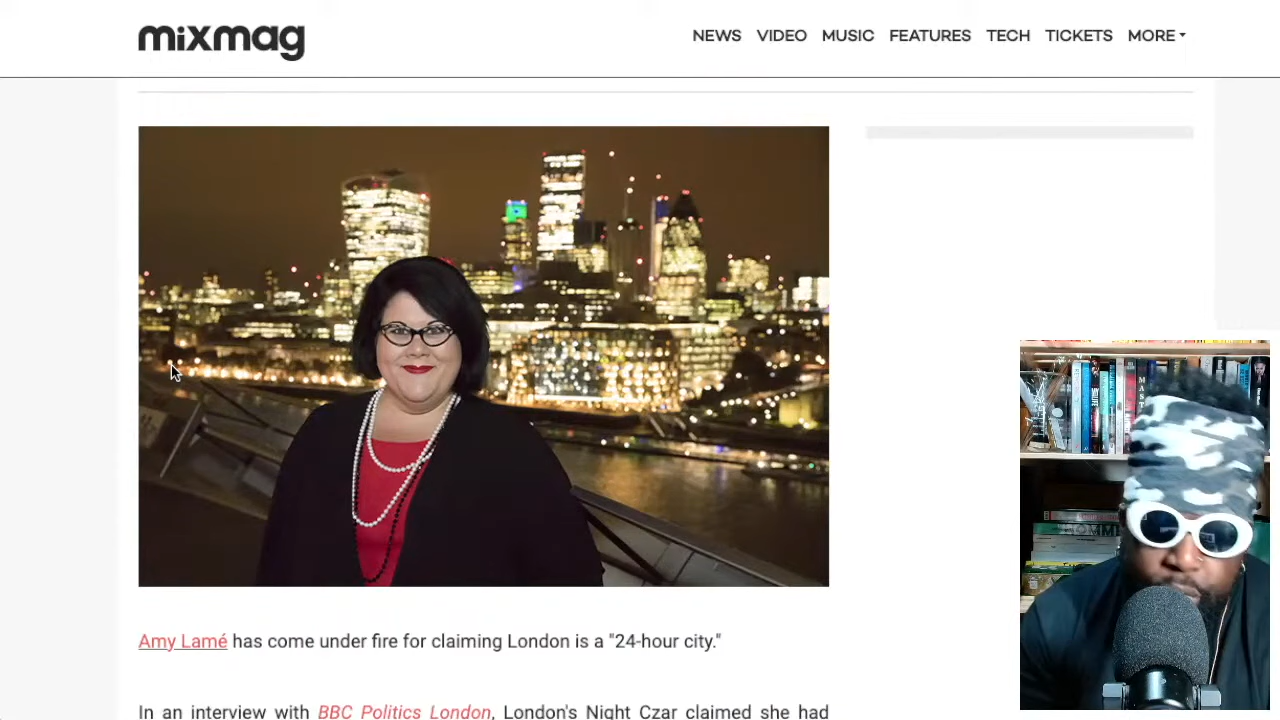 mixmag
NEWS VIDEO MUSIC FEATURES TECH TICKETS MORE
Amy Lamé has come under fire for claiming London is a "24-hour city."
In an interview with BBC Politics London, London's Night Czar claimed she had